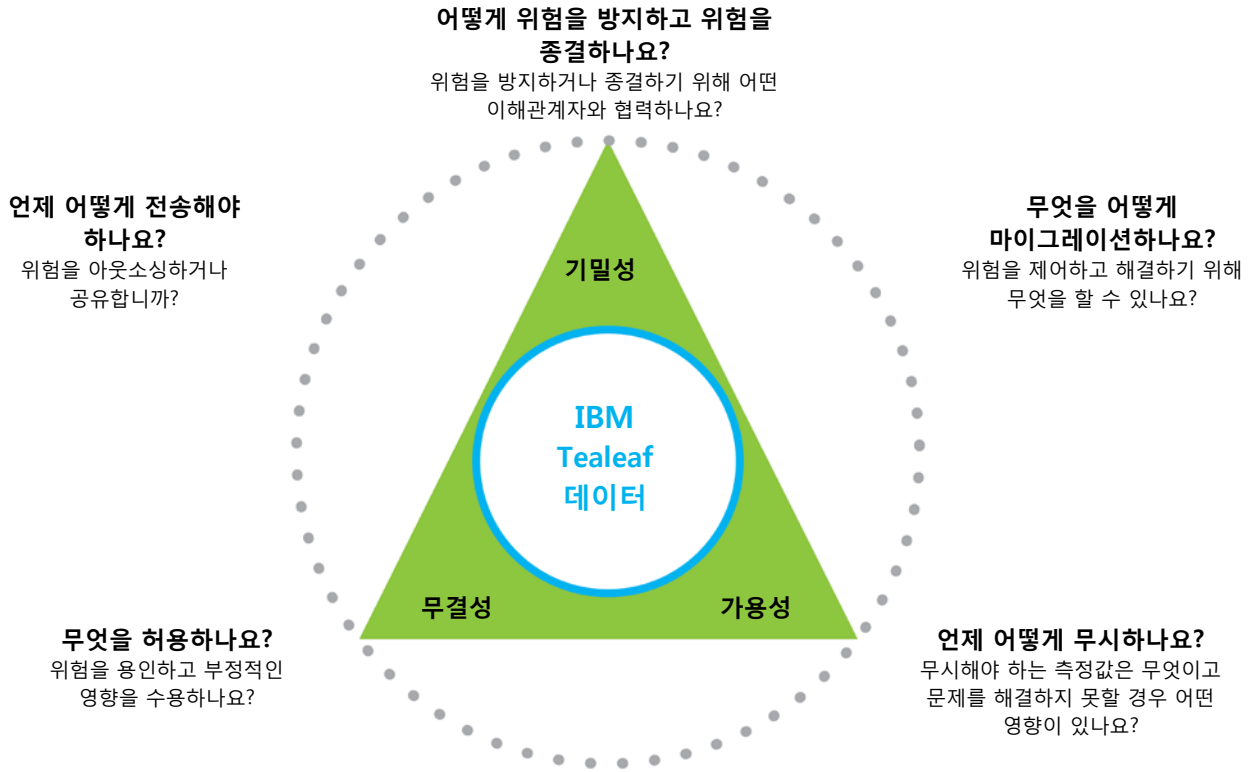 어떻게 위험을 방지하고 위험을
종결하나요?
위험을 방지하거나 종결하기 위해 어떤
이해관계자와 협력하나요?
언제 어떻게 전송해야
하나요?
위험을 아웃소싱하거나
공유합니까?
무엇을 어떻게
마이그레이션하나요?
위험을 제어하고 해결하기 위해
무엇을 할 수 있나요?
기밀성
IBM
Tealeaf
데이터
무결성
가용성
무엇을 허용하나요?
위험을 용인하고 부정적인
영향을 수용하나요?
언제 어떻게 무시하나요?
무시해야 하는 측정값은 무엇이고
문제를 해결하지 못할 경우 어떤
영향이 있나요?